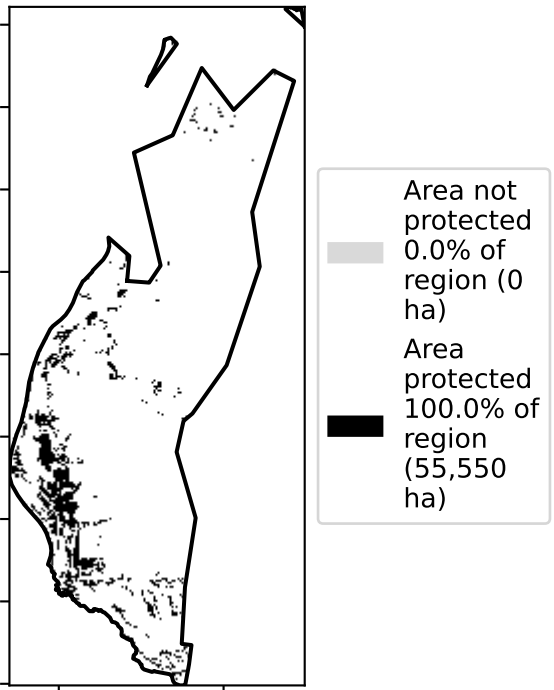 Area not
protected
0.0% of
region (0
ha)
Area
protected
100.0% of
region
(55,550
ha)